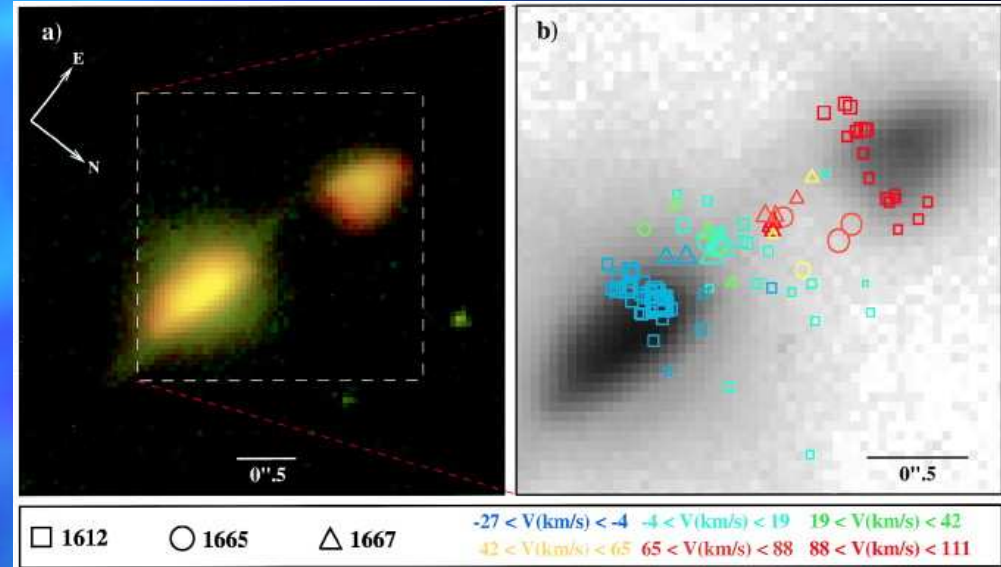 a)
E
N
0".5
b)
0".5
1612 1665 1667
-27 < V(km/s) < -4 -4 < V(km/s) < 19 19 < V(km/s) < 42
42 < V(km/s) < 65 65 < V(km/s) < 88 88 < V(km/s) < 111